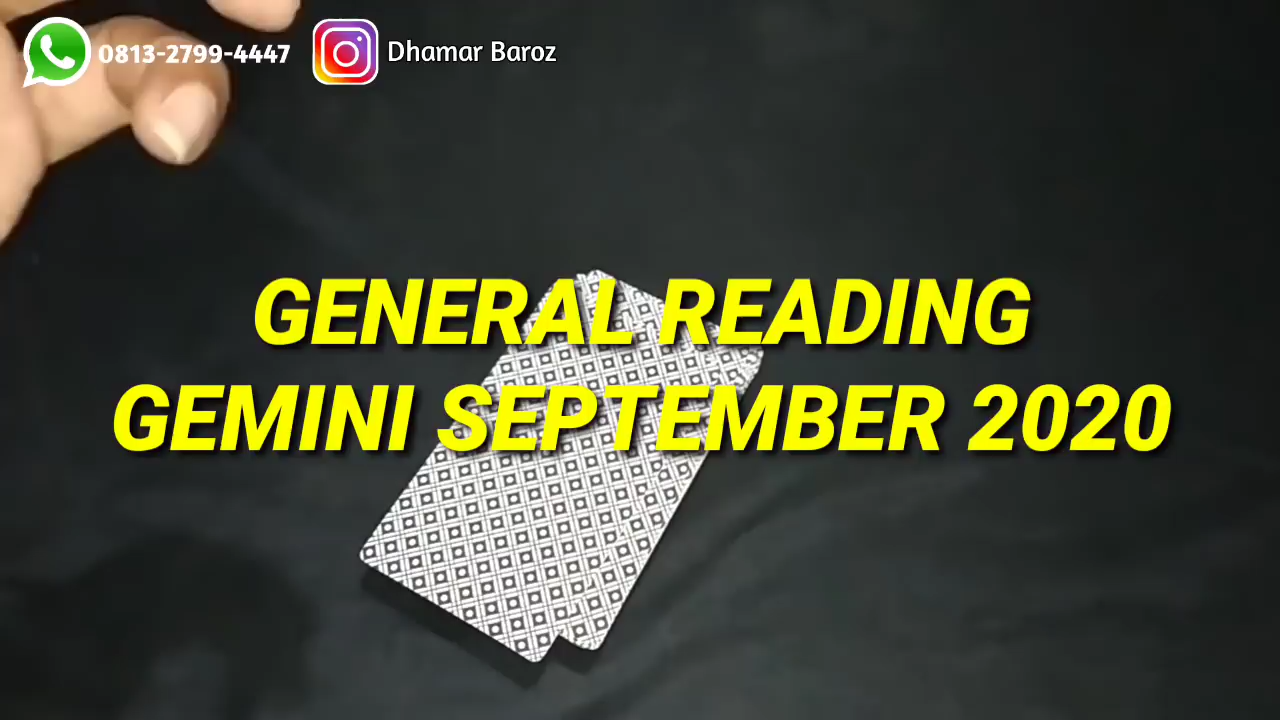 0813-2799-4447 Dhamar Baroz
GENERAL READING
GEMINI SEPTEMBER 2020